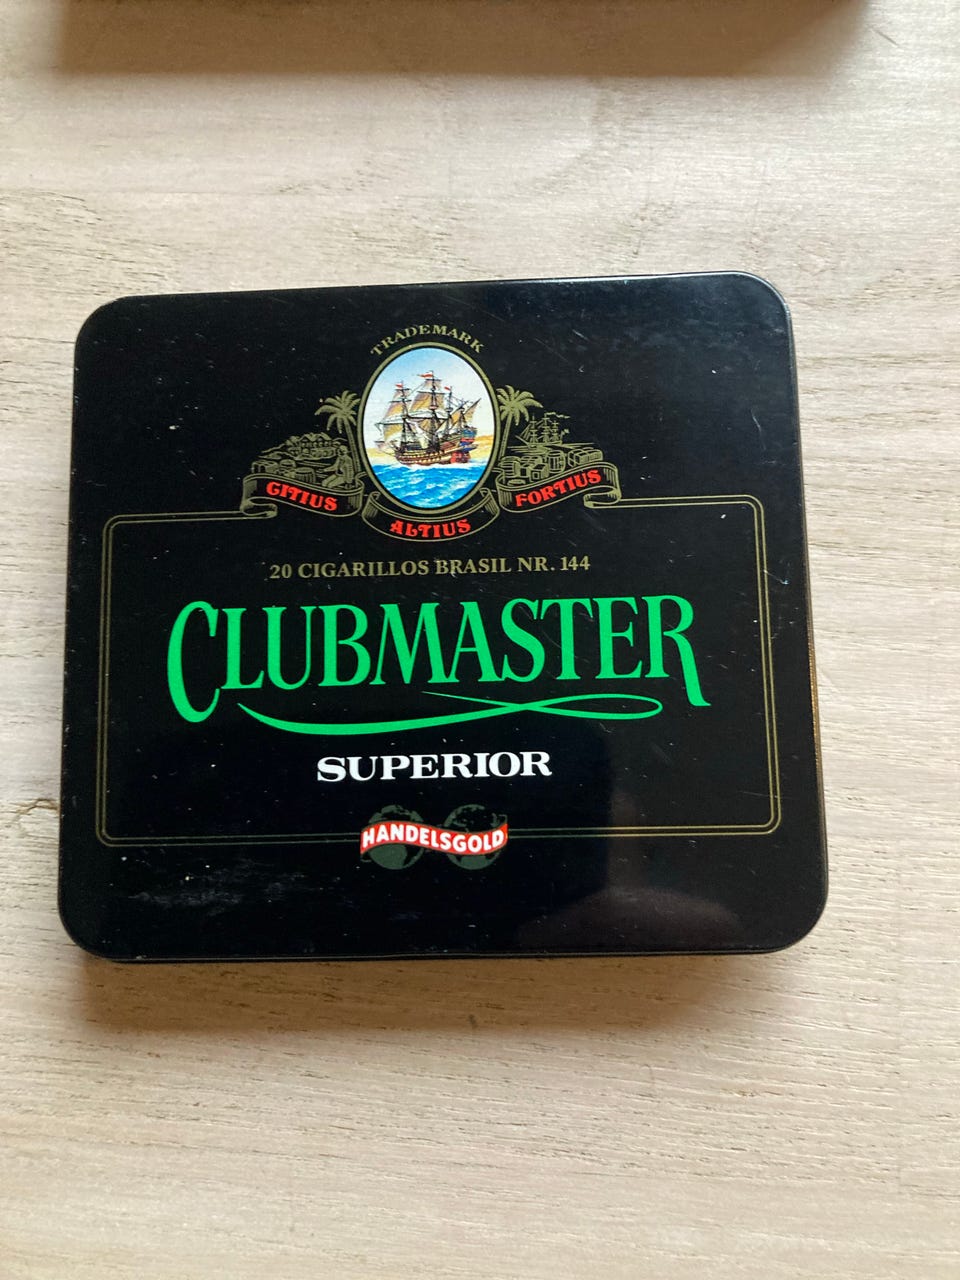 TRADEMARK
CITIUS ALTIUS FORTIUS
20 CIGARILLOS BRASIL NR. 144
CLUBMASTER
SUPERIOR
HANDELSGOLD